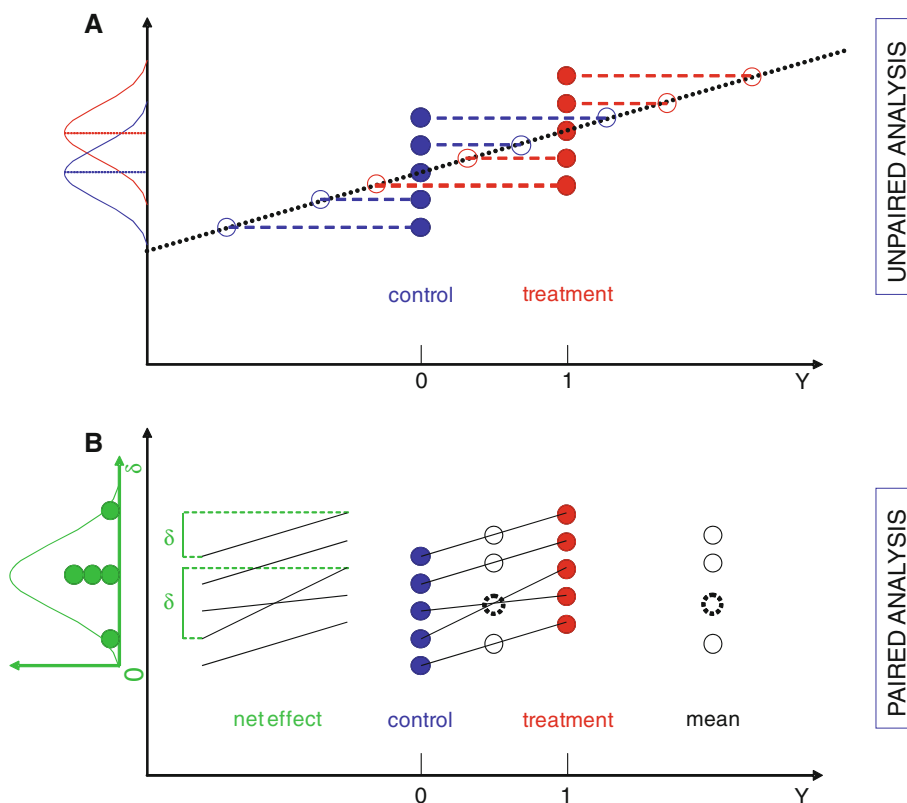 A
UNPAIRED ANALYSIS
control treatment
0 1 Y
B
δ
δ
δ
0
net effect control treatment mean
PAIRED ANALYSIS
0 1 Y